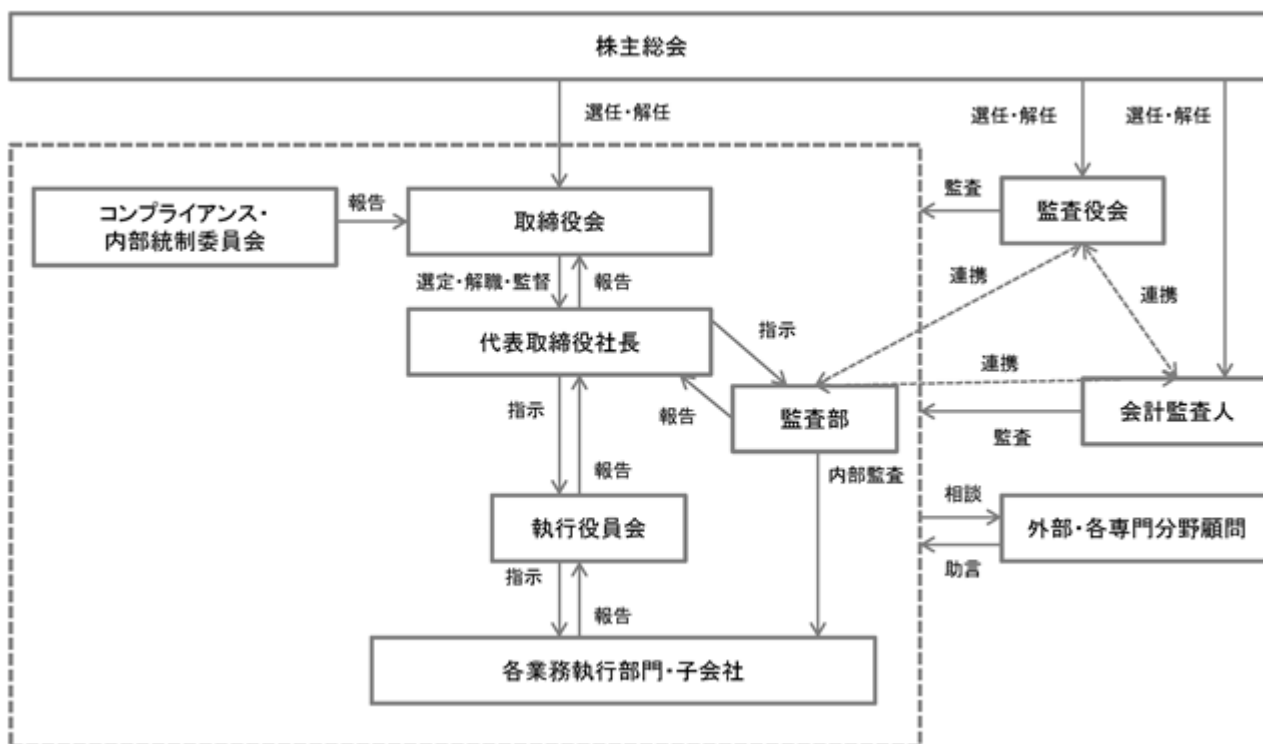 株主総会
選任・解任
選任・解任
選任・解任
コンプライアンス・
内部統制委員会
報告
取締役会
監査
監査役会
選定・解職・監督
報告
連携
連携
代表取締役社長
指示
連携
指示
報告
監査部
会計監査人
監査
報告
内部監査
相談
執行役員会
外部・各専門分野顧問
助言
指示
報告
各業務執行部門・子会社